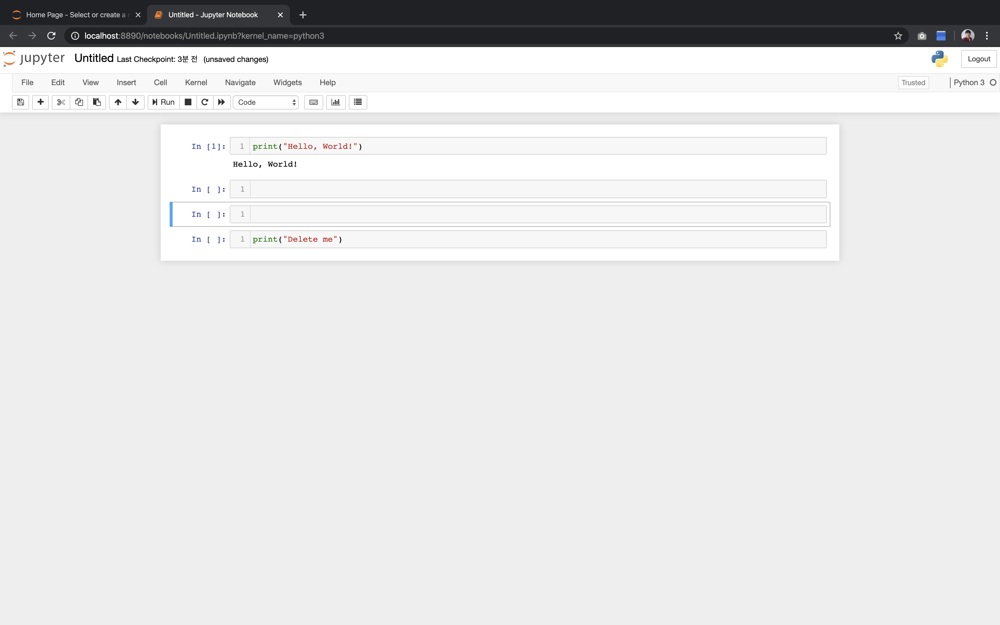 Home Page - Select or create a
Untitled - Jupyter Notebook
localhost:8890/notebooks/Untitled.ipynb?kernel_name=python3
jupyter Untitled Last Checkpoint: 3분 전 (unsaved changes)
Logout
File Edit View Insert Cell Kernel Navigate Widgets Help
Trusted
Python 3
Run
Code
In [1]: 1 print("Hello, World!")
Hello, World!
In [ ]: 1
In [ ]: 1
In [ ]: 1 print("Delete me")